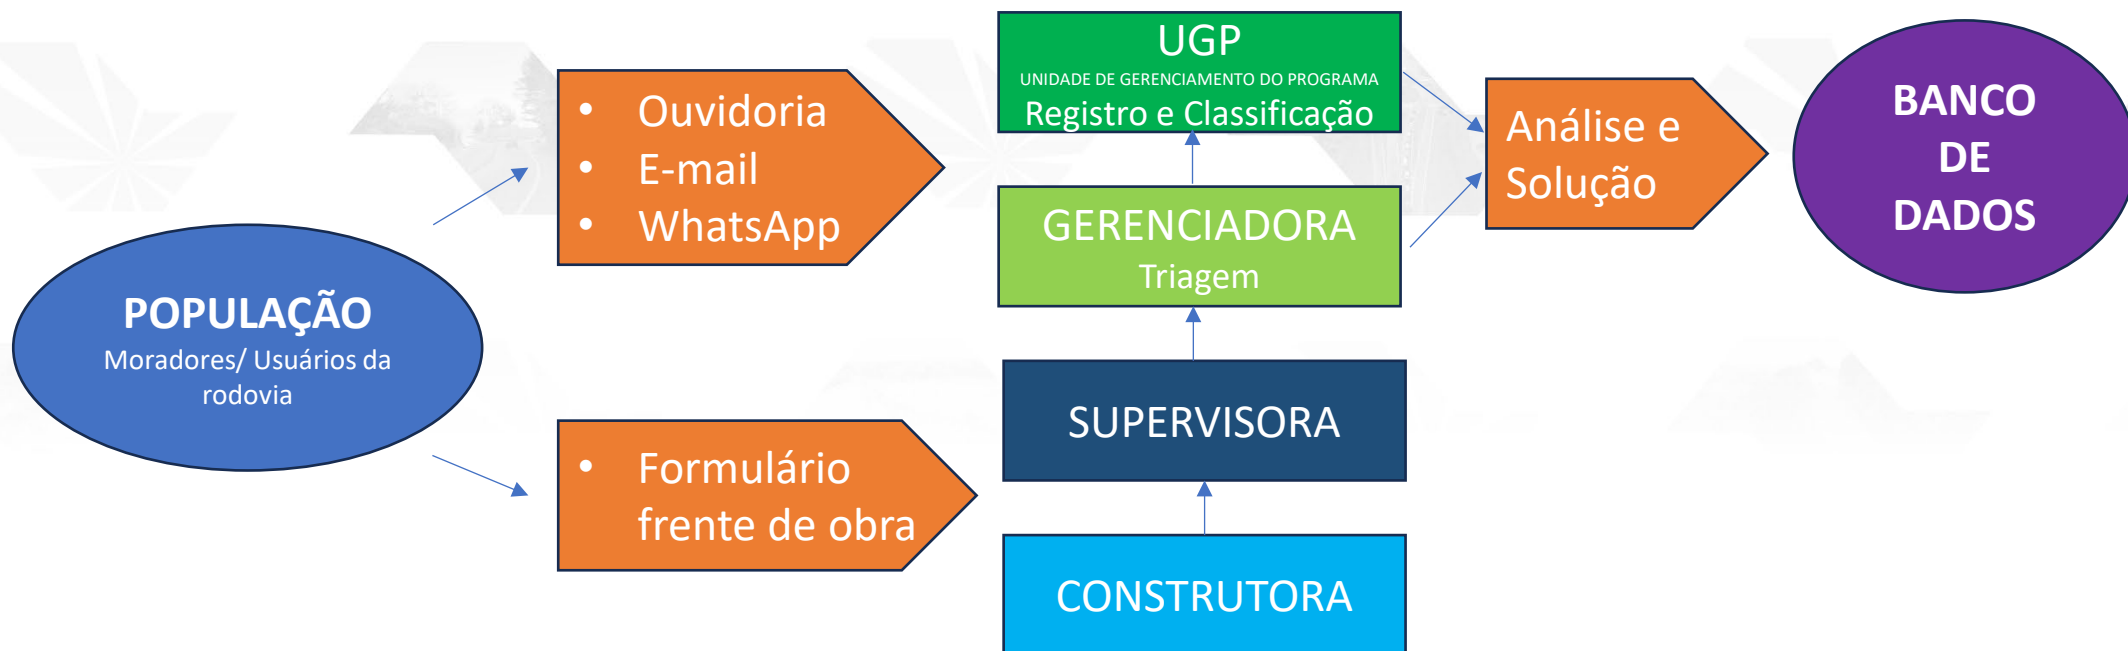 POPULAÇÃO
Moradores/ Usuários da
rodovia
• Ouvidoria
• E-mail
• WhatsApp
• Formulário
frente de obra
UGP
UNIDADE DE GERENCIAMENTO DO PROGRAMA
Registro e Classificação
GERENCIADORA
Triagem
SUPERVISORA
CONSTRUTORA
Análise e
Solução
BANCO
DE
DADOS